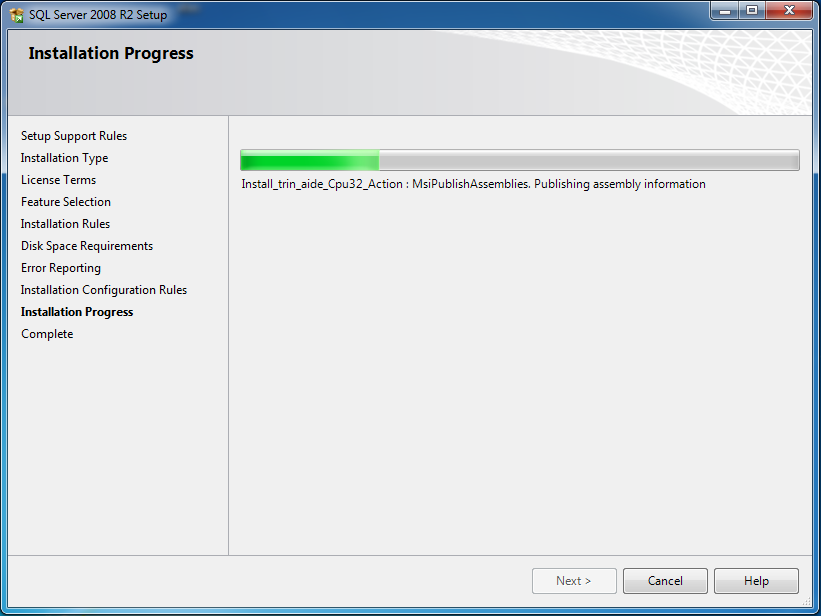 SQL Server 2008 R2 Setup
Installation Progress
Setup Support Rules
Installation Type
License Terms
Feature Selection
Installation Rules
Disk Space Requirements
Error Reporting
Installation Configuration Rules
Installation Progress
Complete
Install_trin_aide_Cpu32_Action : MsiPublishAssemblies. Publishing assembly information
Next >
Cancel
Help